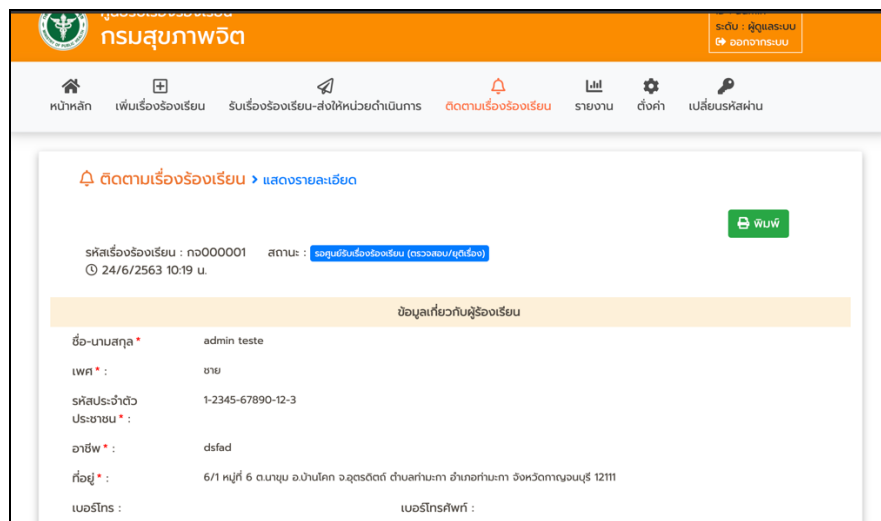 กรมสุขภาพจิต
ระดับ : ผู้ดูแลระบบ
ออกจากระบบ
หน้าหลัก เพิ่มเรื่องร้องเรียน รับเรื่องร้องเรียน-ส่งให้หน่วยดำเนินการ ติดตามเรื่องร้องเรียน รายงาน ตั้งค่า เปลี่ยนรหัสผ่าน
ติดตามเรื่องร้องเรียน > แสดงรายละเอียด
พิมพ์
รหัสเรื่องร้องเรียน : กจ000001 สถานะ : รอศูนย์รับเรื่องร้องเรียน (ตรวจสอบ/ยุติเรื่อง)
24/6/2563 10:19 น.
ข้อมูลเกี่ยวกับผู้ร้องเรียน
ชื่อ-นามสกุล * admin teste
เพศ * : ชาย
รหัสประจำตัว 1-2345-67890-12-3
ประชาชน * :
อาชีพ * : dsfad
ที่อยู่ * : 6/1 หมู่ที่ 6 ต.นาขุม อ.บ้านโคก จ.อุตรดิตถ์ ตำบลท่ามะกา อำเภอท่ามะกา จังหวัดกาญจนบุรี 12111
เบอร์โทร : เบอร์โทรศัพท์ :